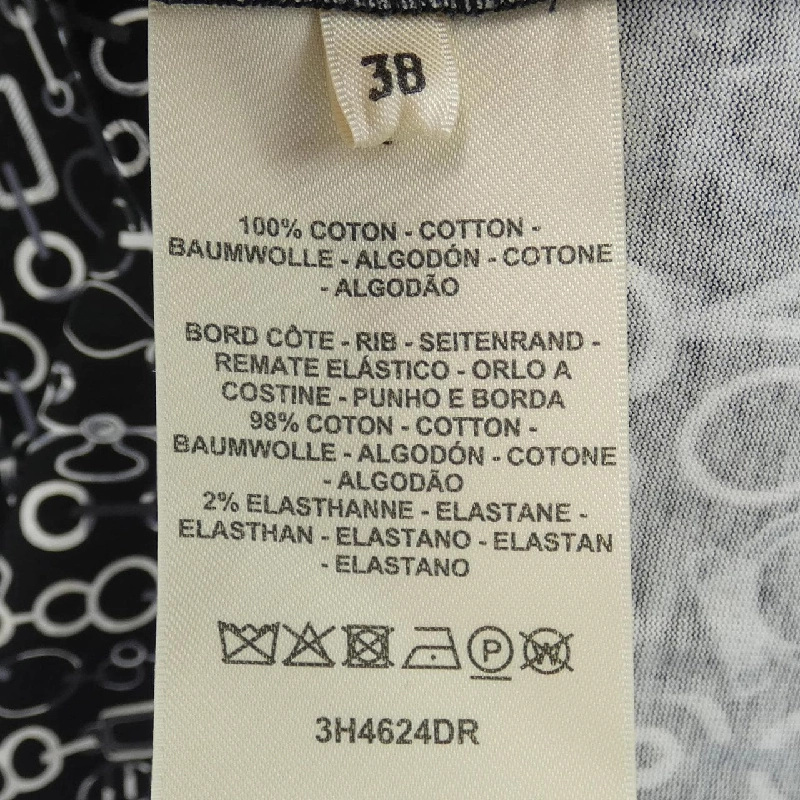 38
100% COTON - COTTON -
BAUMWOLLE - ALGODÓN - COTONE
- ALGODÃO
BORD CÔTE - RIB - SEITENRAND -
REMATE ELÁSTICO - ORLO A
COSTINE - PUNHO E BORDA
98% COTON - COTTON -
BAUMWOLLE - ALGODÓN - COTONE
- ALGODÃO
2% ELASTHANNE - ELASTANE -
ELASTHAN - ELASTANO - ELASTAN
- ELASTANO
P W
3H4624DR